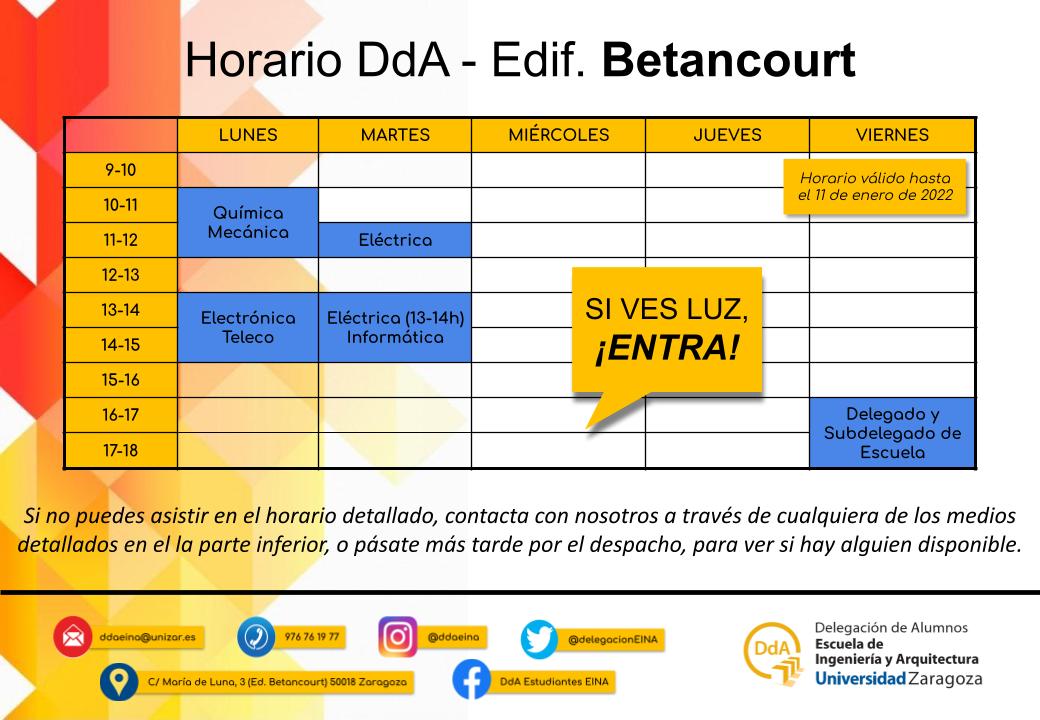 Horario DdA - Edif. Betancourt
LUNES MARTES MIÉRCOLES JUEVES VIERNES
9-10
Horario válido hasta
el 11 de enero de 2022
10-11
Química
Mecánica
11-12
Eléctrica
12-13
13-14
Electrónica
Teleco
Eléctrica (13-14h)
Informática
14-15
SI VES LUZ,
¡ENTRA!
15-16
16-17
17-18
Delegado y
Subdelegado de
Escuela
Si no puedes asistir en el horario detallado, contacta con nosotros a través de cualquiera de los medios
detallados en el la parte inferior, o pásate más tarde por el despacho, para ver si hay alguien disponible.
ddaeina@unizar.es
976 76 19 77
@ddaeina
@delegacionEINA
C/ María de Luna, 3 (Ed. Betancourt) 50018 Zaragoza
DdA Estudiantes EINA
DdA
Delegación de Alumnos
Escuela de
Ingeniería y Arquitectura
Universidad Zaragoza